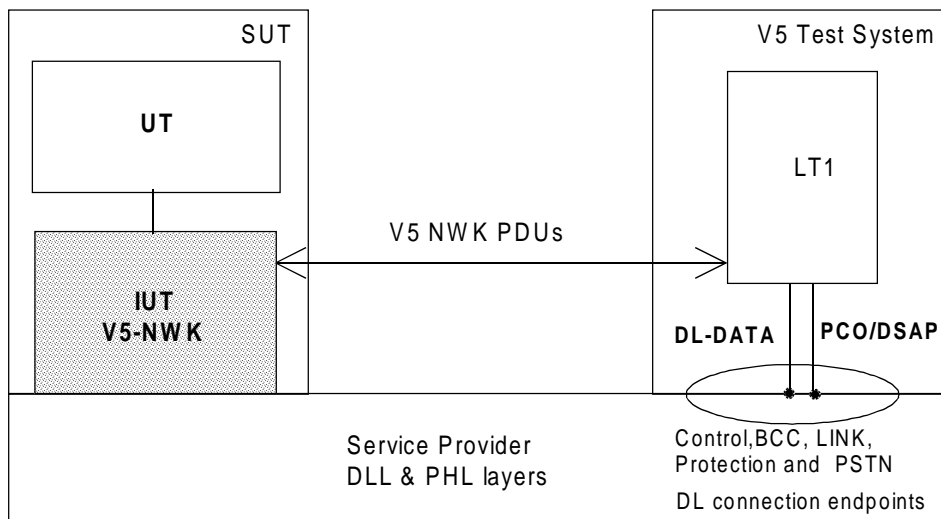 SUT
V5 Test System
UT
LT1
V5 NWK PDUs
IUT
V5-NWK
DL-DATA
PCO/DSAP
Service Provider
DLL & PHL layers
Control,BCC, LINK,
Protection and PSTN
DL connection endpoints